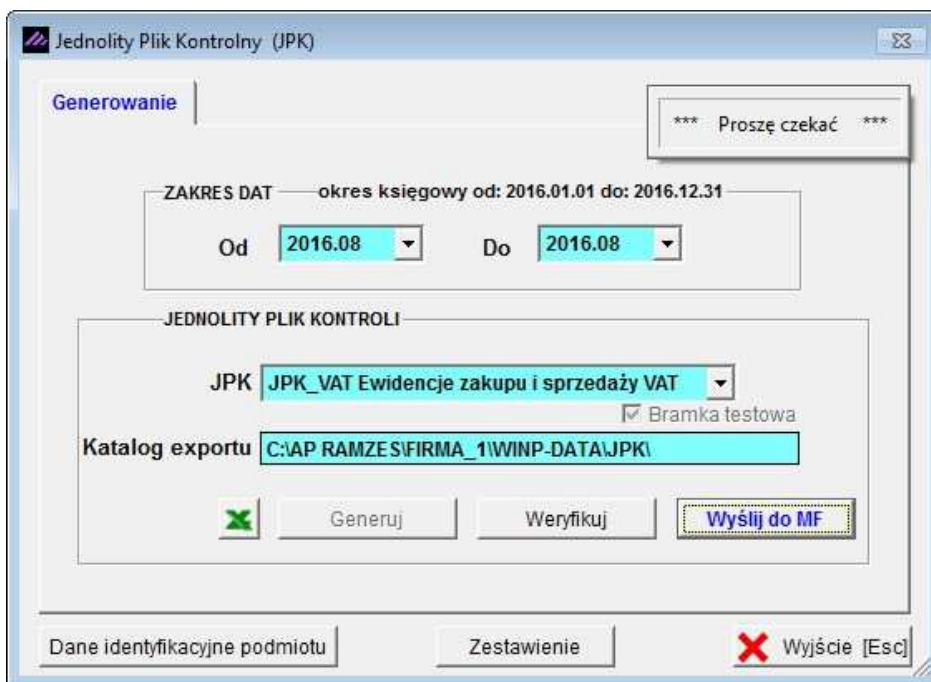 Jednolity Plik Kontrolny (JPK)
Generowanie
*** Proszę czekać ***
ZAKRES DAT okres księgowy od: 2016.01.01 do: 2016.12.31
Od 2016.08 Do 2016.08
JEDNOLITY PLIK KONTROLI
JPK JPK_VAT Ewidencje zakupu i sprzedaży VAT
Bramka testowa
Katalog exportu C:\AP RAMZES\FIRMA_1\WINP-DATA\JPK\
Generuj Weryfikuj Wyślij do MF
Dane identyfikacyjne podmiotu Zestawienie Wyjście [Esc]